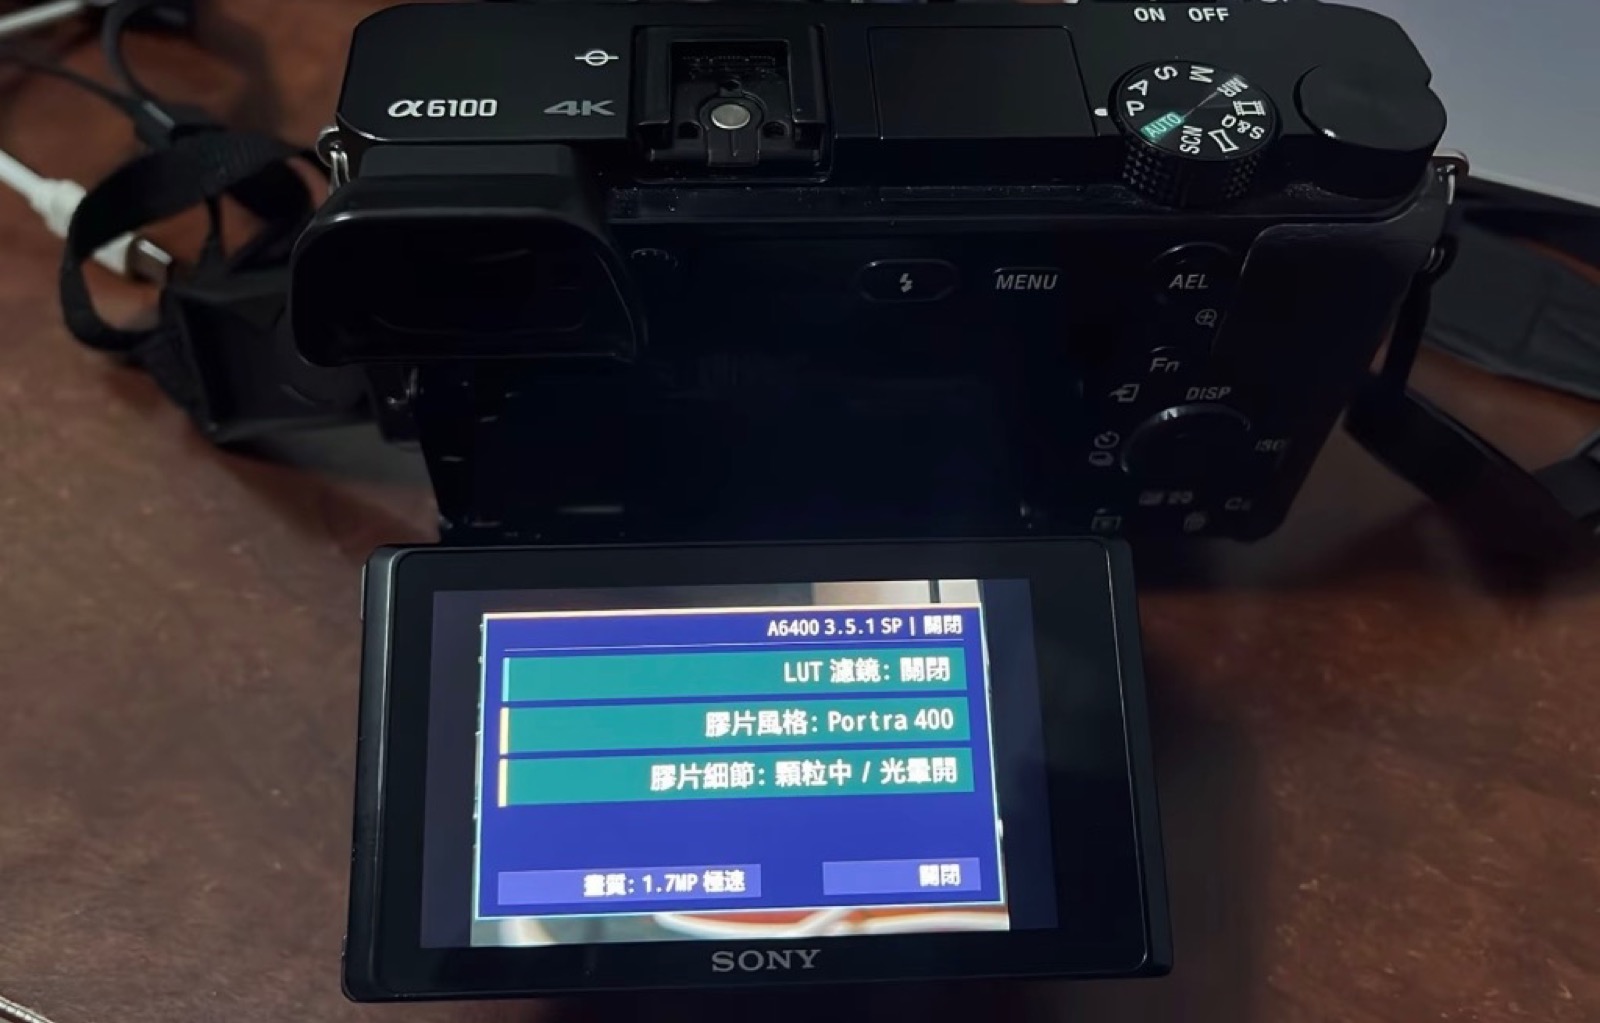 ON OFF
α6100 4K
M
S
A
P
AUTO
SCN
S&Q
MR
MENU
AEL
Fn
DISP
ISO
A6400 3.5.1 SP | 關閉
LUT 濾鏡: 關閉
膠片風格: Portra 400
膠片細節: 顆粒中 / 光暈開
畫質: 1.7MP 極速
關閉
SONY